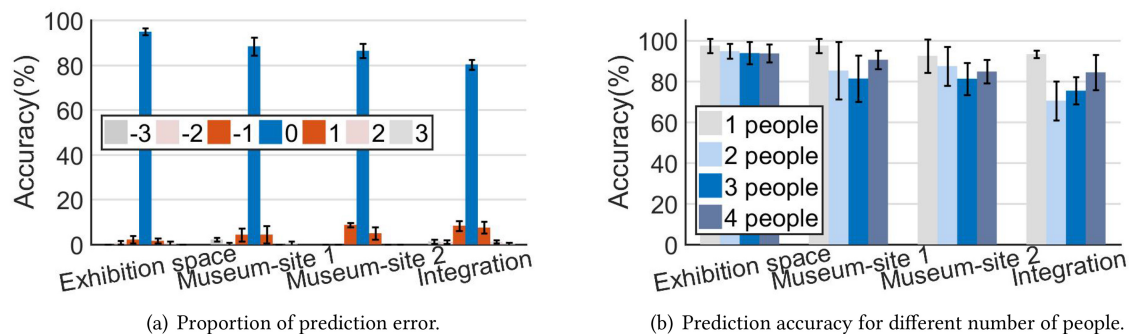 100
80
60
40
20
0
Accuracy(%)
-3 -2 -1 0 1 2 3
Exhibition space
Museum-site 1
Museum-site 2
Integration
(a) Proportion of prediction error.
100
80
60
40
20
0
Accuracy(%)
1 people
2 people
3 people
4 people
Exhibition space
Museum-site 1
Museum-site 2
Integration
(b) Prediction accuracy for different number of people.